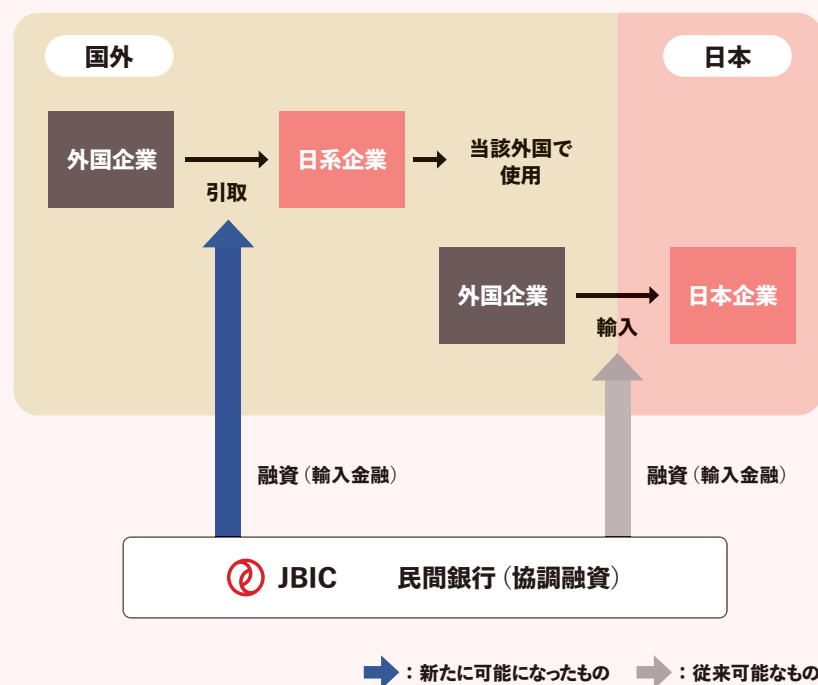 国外
日本
外国企業
引取
日系企業
当該外国で
使用
外国企業
輸入
日本企業
融資（輸入金融）
融資（輸入金融）
JBIC 民間銀行（協調融資）
：新たに可能になったもの
：従来可能なもの